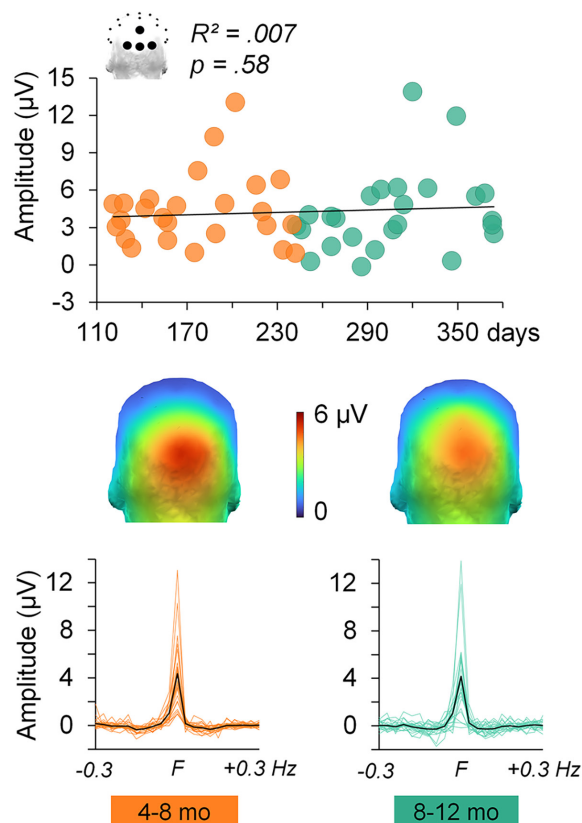 R² = .007
p = .58
Amplitude (µV)
15
12
9
6
3
0
-3
110 170 230 290 350 days
6 µV
0
Amplitude (µV)
12
8
4
0
-0.3 F +0.3 Hz
4-8 mo
12
8
4
0
-0.3 F +0.3 Hz
8-12 mo